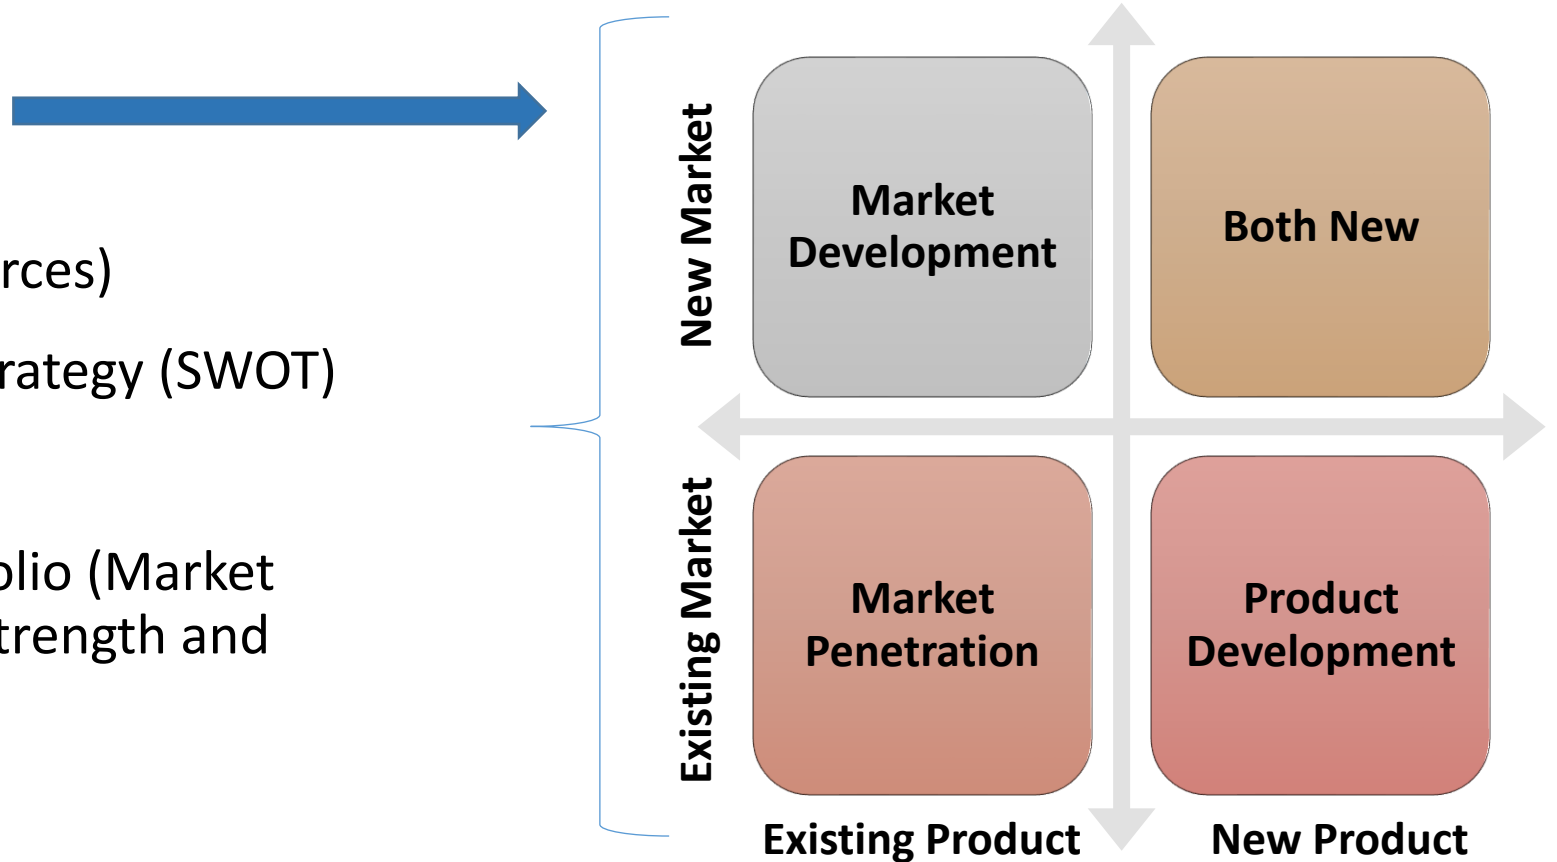 rces)
rategy (SWOT)
olio (Market
trength and
New Market
Market
Development
Both New
Existing Market
Market
Penetration
Product
Development
Existing Product
New Product